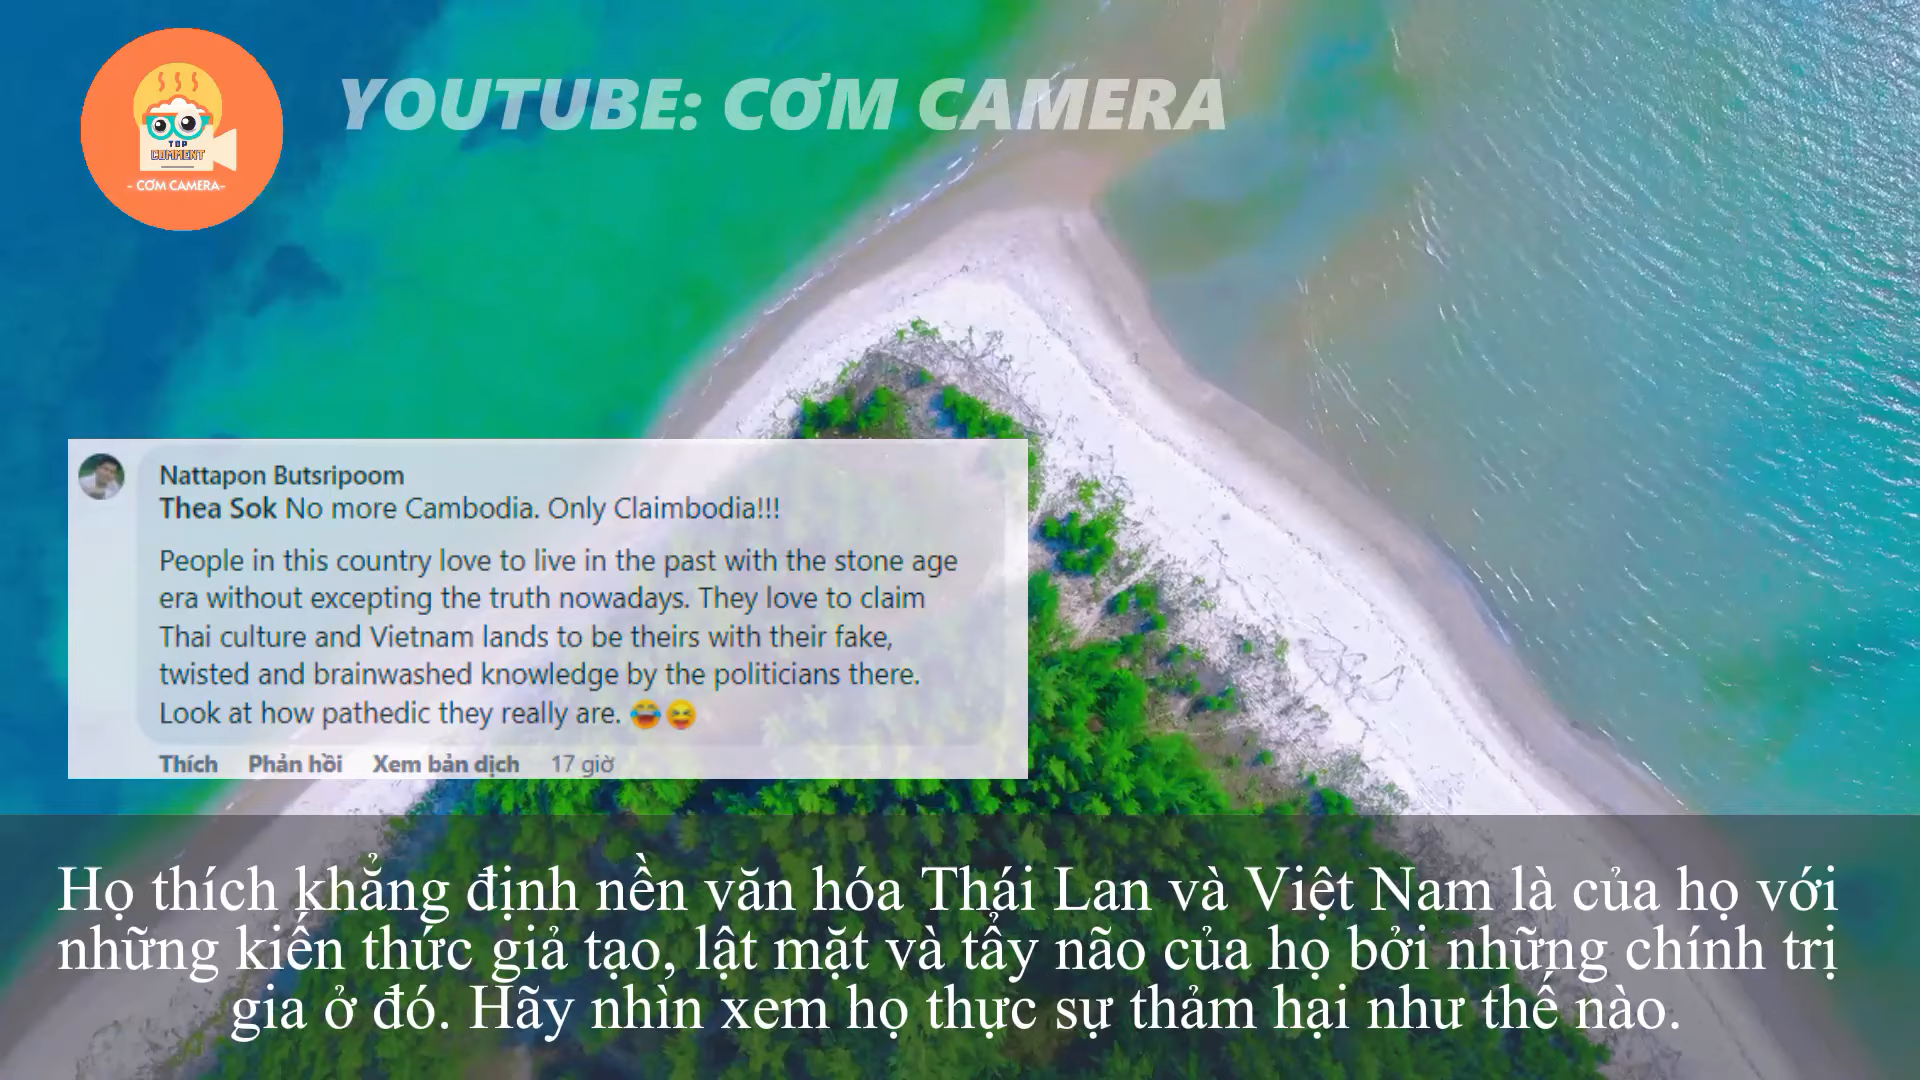 TOP
COMMENT
- CƠM CAMERA-
YOUTUBE: CƠM CAMERA
Nattapon Butsripoom
Thea Sok No more Cambodia. Only Claimbodia!!!
People in this country love to live in the past with the stone age
era without excepting the truth nowadays. They love to claim
Thai culture and Vietnam lands to be theirs with their fake,
twisted and brainwashed knowledge by the politicians there.
Look at how pathedic they really are. 😂😆
Thích Phản hồi Xem bản dịch 17 giờ
Họ thích khẳng định nền văn hóa Thái Lan và Việt Nam là của họ với
những kiến thức giả tạo, lật mặt và tẩy não của họ bởi những chính trị
gia ở đó. Hãy nhìn xem họ thực sự thảm hại như thế nào.